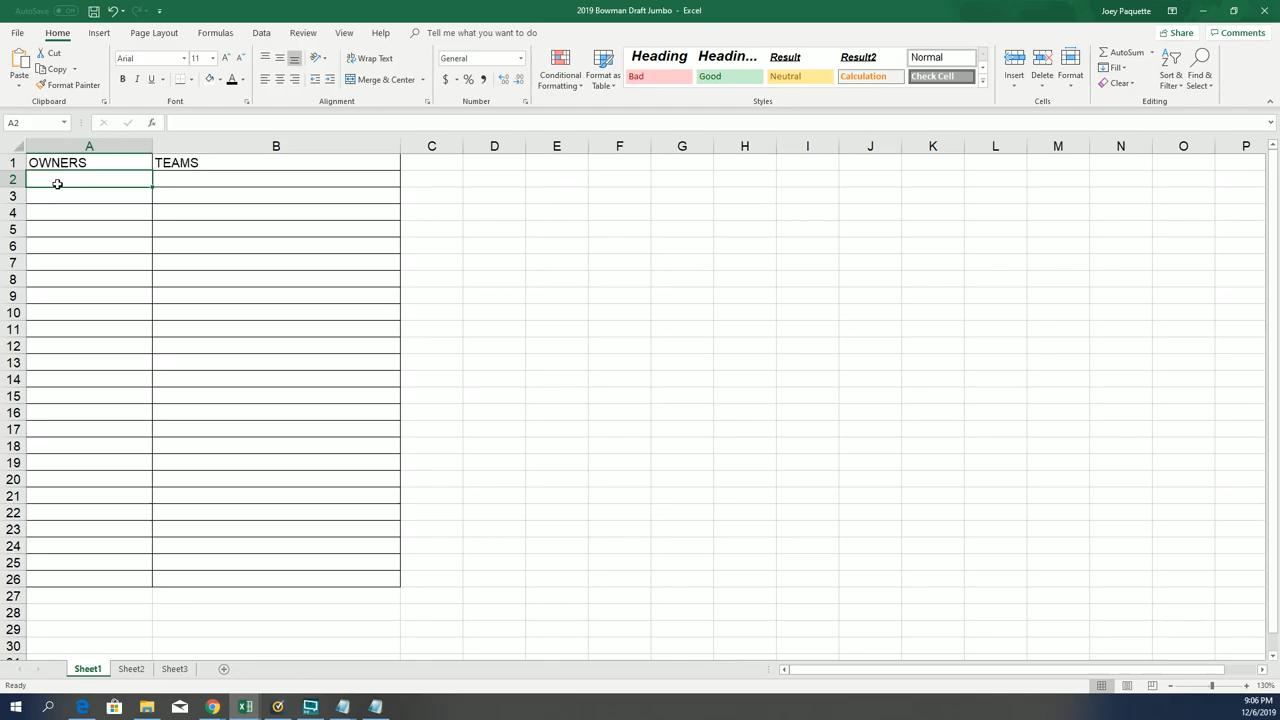 AutoSave Off 2019 Bowman Draft Jumbo - Excel Joey Paquette
File Home Insert Page Layout Formulas Data Review View Help Tell me what you want to do Share Comments
Paste Cut Copy Format Painter Clipboard
Arial 11 B I U A Font
Wrap Text Merge & Center Alignment
General $ % Number
Conditional Formatting Format as Table
Heading Headin... Result Result2 Normal
Bad Good Neutral Calculation Check Cell
Styles
Insert Delete Format Cells
AutoSum Fill Clear Sort & Filter Find & Select Editing
A2 fx
A B C D E F G H I J K L M N O P
1 OWNERS TEAMS
2
3
4
5
6
7
8
9
10
11
12
13
14
15
16
17
18
19
20
21
22
23
24
25
26
27
28
29
30
Sheet1 Sheet2 Sheet3
Ready 130%
9:06 PM
12/6/2019